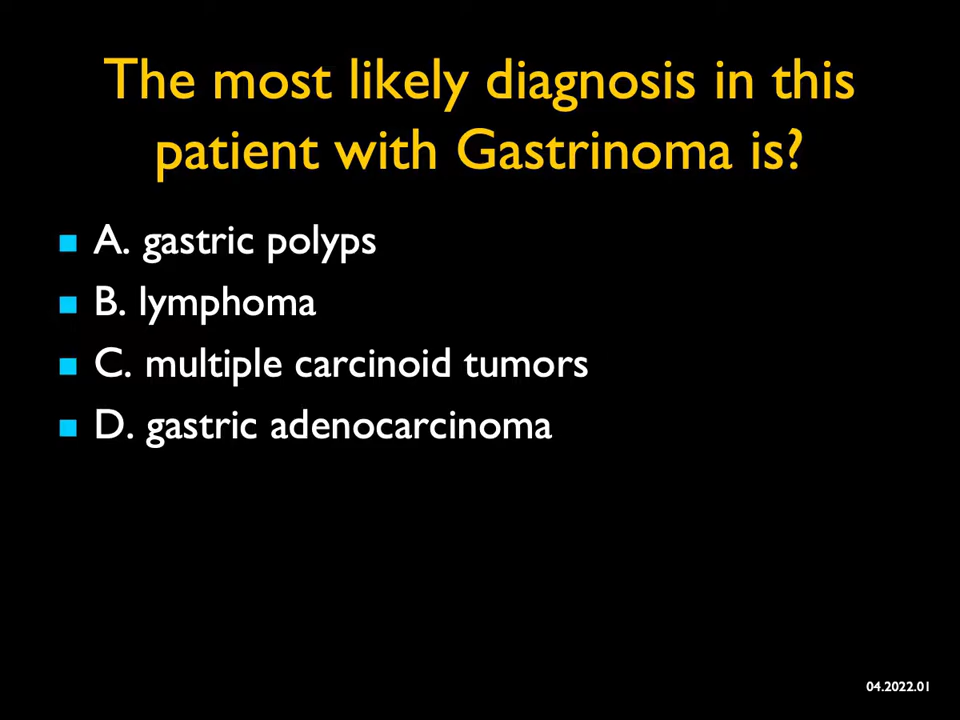 The most likely diagnosis in this
patient with Gastrinoma is?
A. gastric polyps
B. lymphoma
C. multiple carcinoid tumors
D. gastric adenocarcinoma
04.2022.01